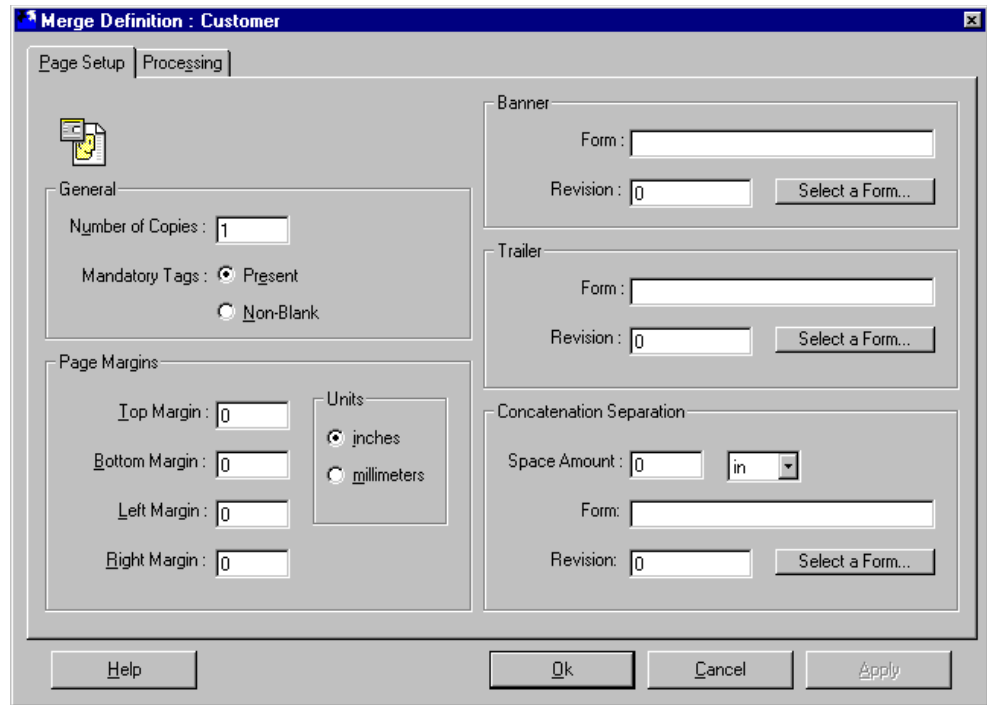 Merge Definition : Customer
Page Setup
Processing
General
Number of Copies : 1
Mandatory Tags : Present
Non-Blank
Page Margins
Top Margin : 0
Bottom Margin : 0
Left Margin : 0
Right Margin : 0
Units
inches
millimeters
Banner
Form :
Revision : 0
Select a Form...
Trailer
Form :
Revision : 0
Select a Form...
Concatenation Separation
Space Amount : 0 in
Form:
Revision: 0
Select a Form...
Help
Ok
Cancel
Apply